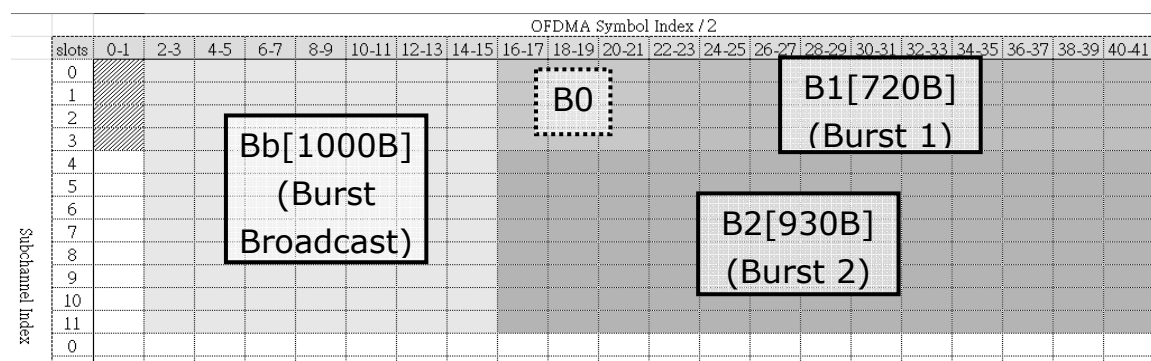 OFDMA Symbol Index / 2
slots 0-1 2-3 4-5 6-7 8-9 10-11 12-13 14-15 16-17 18-19 20-21 22-23 24-25 26-27 28-29 30-31 32-33 34-35 36-37 38-39 40-41
0
1
2
3
4
5
6
7
8
9
10
11
0
Subchannel Index
Bb[1000B]
(Burst
Broadcast)
B0
B1[720B]
(Burst 1)
B2[930B]
(Burst 2)